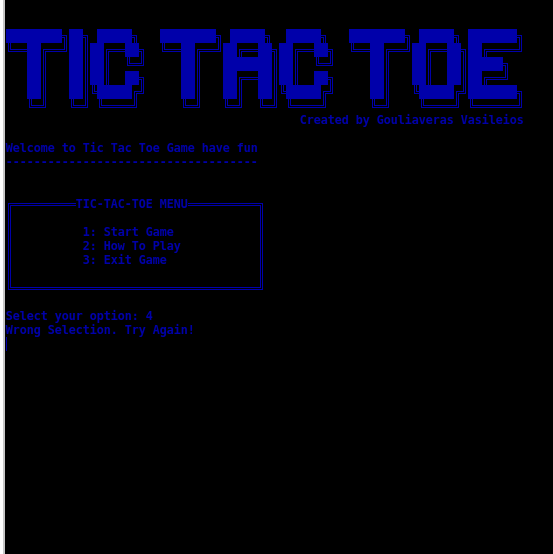 TIC TAC TOE
Created by Gouliaveras Vasileios
Welcome to Tic Tac Toe Game have fun
------------------------------------
TIC-TAC-TOE MENU
1: Start Game
2: How To Play
3: Exit Game
Select your option: 4
Wrong Selection. Try Again!